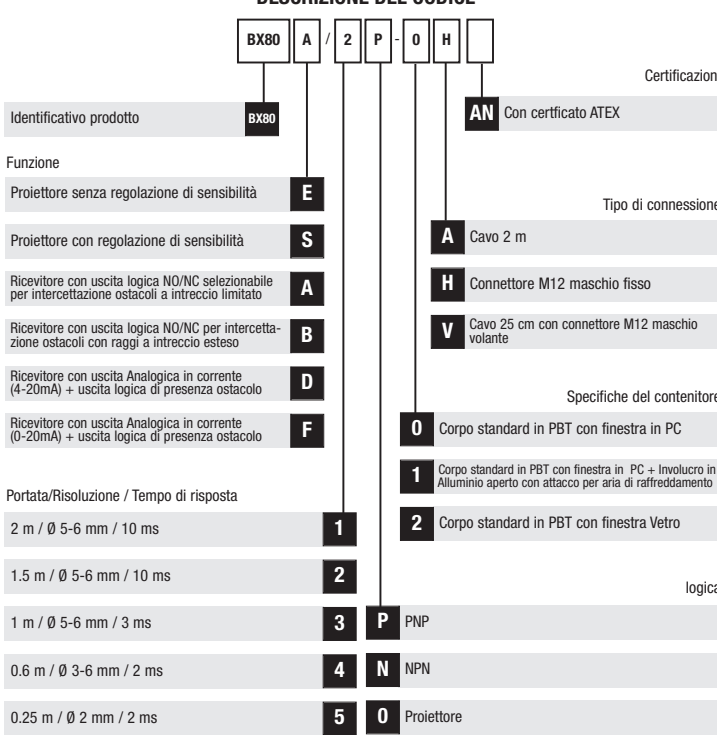 DESCRIZIONE DEL CODICE
BX80 A / 2 P - 0 H
Certificazion
AN Con certficato ATEX
Identificativo prodotto BX80
Funzione
Proiettore senza regolazione di sensibilità E
Proiettore con regolazione di sensibilità S
Ricevitore con uscita logica NO/NC selezionabile
per intercettazione ostacoli a intreccio limitato A
Ricevitore con uscita logica NO/NC per intercetta-
zione ostacoli con raggi a intreccio esteso B
Ricevitore con uscita Analogica in corrente
(4-20mA) + uscita logica di presenza ostacolo D
Ricevitore con uscita Analogica in corrente
(0-20mA) + uscita logica di presenza ostacolo F
Tipo di connessione
A Cavo 2 m
H Connettore M12 maschio fisso
V Cavo 25 cm con connettore M12 maschio
volante
Specifiche del contenitore
0 Corpo standard in PBT con finestra in PC
1 Corpo standard in PBT con finestra in PC + Involucro in
Alluminio aperto con attacco per aria di raffreddamento
2 Corpo standard in PBT con finestra Vetro
Portata/Risoluzione / Tempo di risposta
2 m / Ø 5-6 mm / 10 ms 1
1.5 m / Ø 5-6 mm / 10 ms 2
1 m / Ø 5-6 mm / 3 ms 3
0.6 m / Ø 3-6 mm / 2 ms 4
0.25 m / Ø 2 mm / 2 ms 5
logica
P PNP
N NPN
0 Proiettore